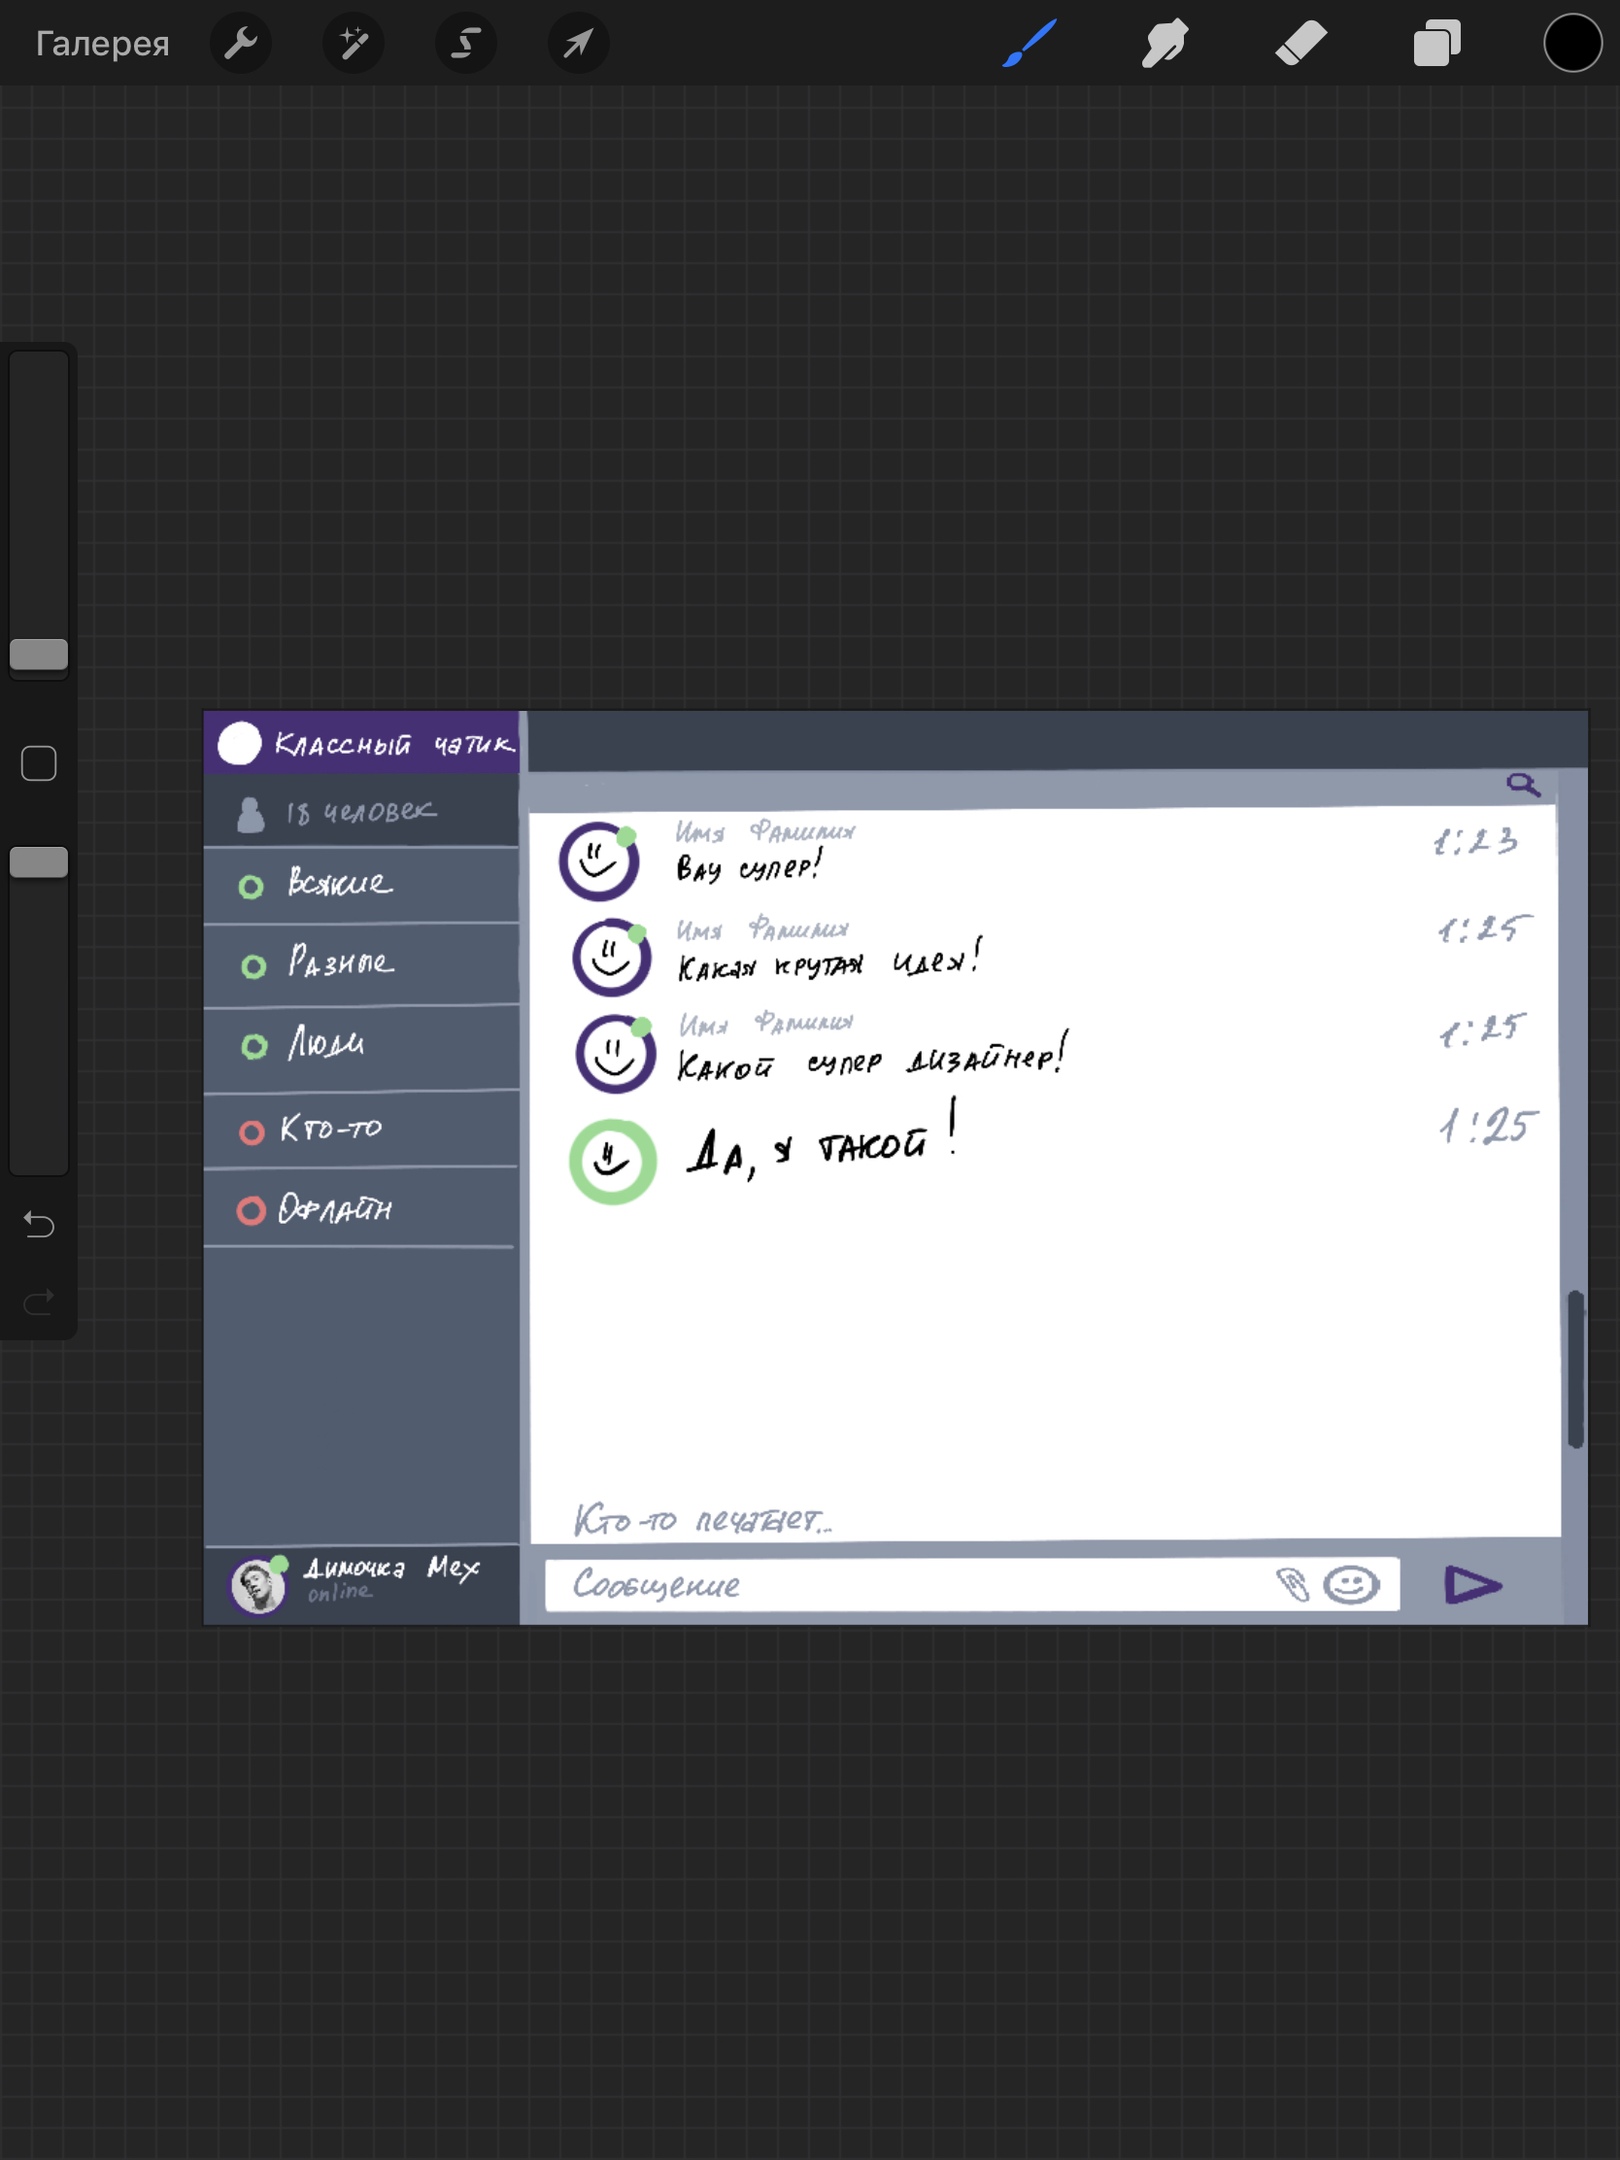 Галерея
Классный чатик
18 человек
Всякие
Разные
Люди
Кто-то
Офлайн
Димочка Мех
online
Имя Фамилия
1:23
Вау супер!
Имя Фамилия
1:25
Какая крутая идея!
Имя Фамилия
1:25
Какой супер дизайнер!
1:25
Да, я такой!
Кто-то печатает...
Сообщение